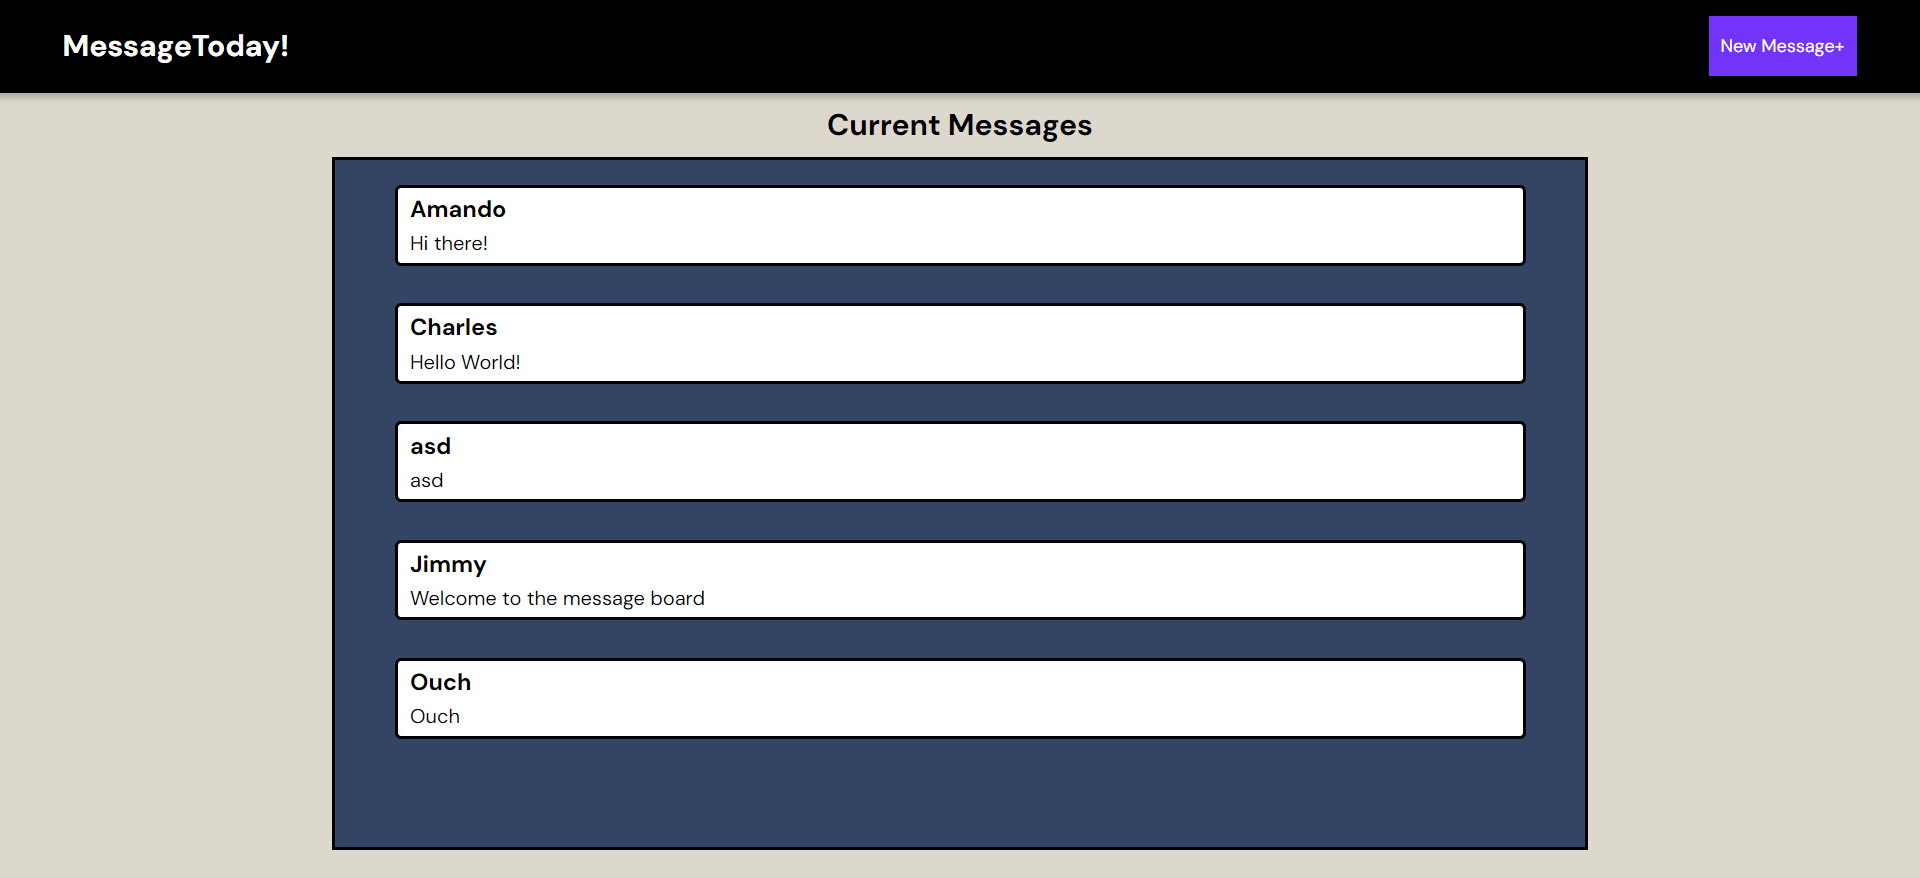 MessageToday!
New Message+
Current Messages
Amando
Hi there!
Charles
Hello World!
asd
asd
Jimmy
Welcome to the message board
Ouch
Ouch